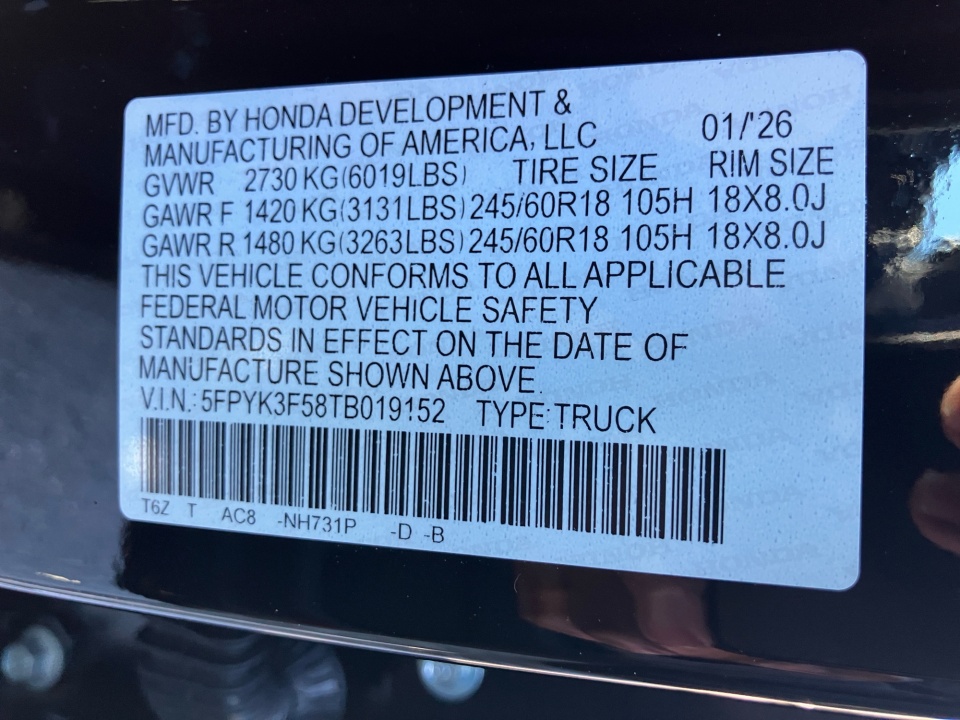 MFD. BY HONDA DEVELOPMENT &
MANUFACTURING OF AMERICA, LLC 01/'26
GVWR 2730 KG(6019LBS) TIRE SIZE RIM SIZE
GAWR F 1420 KG(3131LBS) 245/60R18 105H 18X8.0J
GAWR R 1480 KG(3263LBS) 245/60R18 105H 18X8.0J
THIS VEHICLE CONFORMS TO ALL APPLICABLE
FEDERAL MOTOR VEHICLE SAFETY
STANDARDS IN EFFECT ON THE DATE OF
MANUFACTURE SHOWN ABOVE.
V.I.N.: 5FPYK3F58TB019152 TYPE: TRUCK
T6Z T AC8 -NH731P -D -B